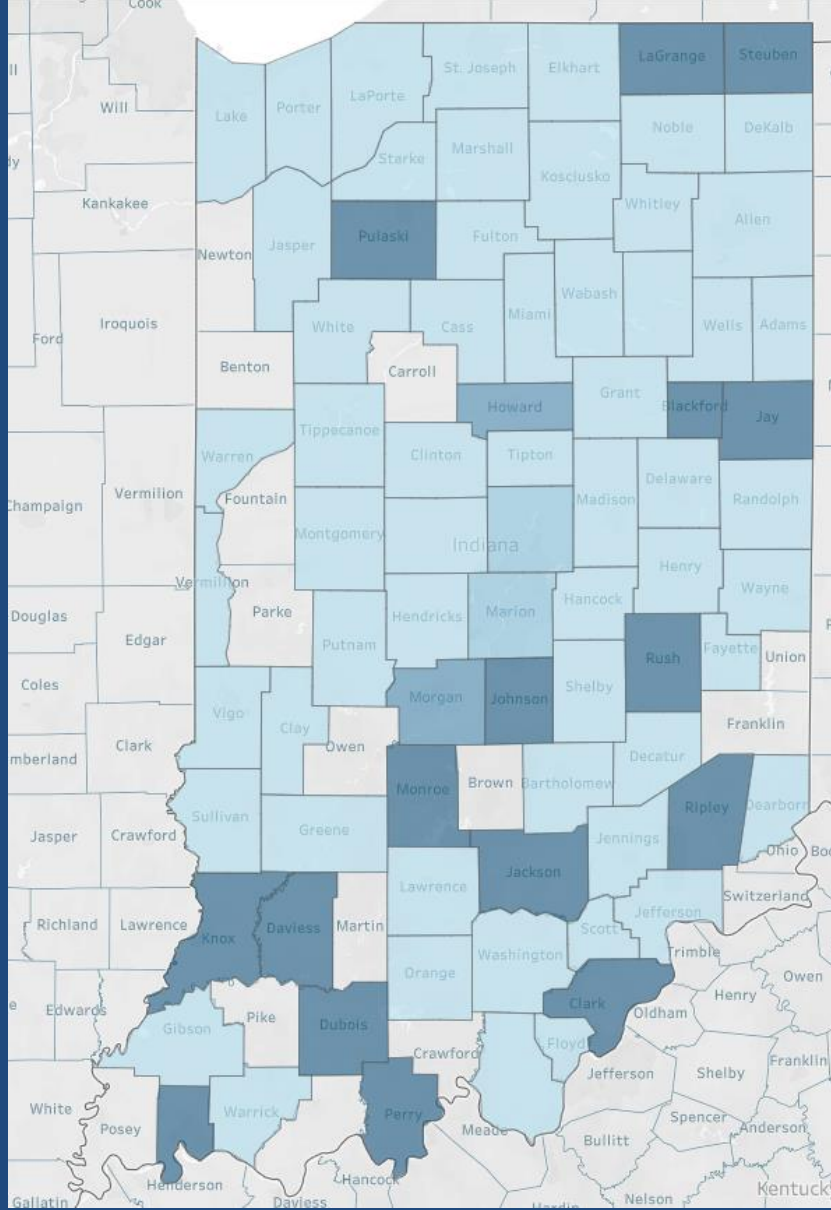 Cook
LaGrange
Steuben
ll
St. Joseph
Elkhart
LaPorte
Will
Porter
Lake
Noble
DeKalb
Marshall
Starke
dy
Kosciusko
Kankakee
Whitley
Allen
Pulaski
Fulton
Jasper
Newton
Wabash
Miami
Iroquois
White
Cass
Wells
Adams
Ford
Benton
Carroll
Grant
Howard
Blackford
Jay
Tippecanoe
Warren
Clinton
Tipton
Delaware
Vermilion
Fountain
Madison
Randolph
Champaign
Montgomery
Indiana
Henry
Vermillion
Wayne
Hancock
Parke
Hendricks
Marion
Douglas
Edgar
Putnam
Fayette
Rush
Union
Coles
Shelby
Morgan
Johnson
Vigo
Clay
Franklin
Clark
Owen
mberland
Decatur
Brown
Bartholomew
Monroe
Ripley
Dearborn
Sullivan
Greene
Jasper
Crawford
Jennings
Ohio
Boo
Jackson
Lawrence
Switzerland
Richland
Lawrence
Martin
Daviess
Knox
Jefferson
Scott
Washington
Trimble
Orange
Owen
e
Henry
Clark
Edwards
Oldham
Pike
Dubois
Gibson
Floyd
Crawford
Franklin
Jefferson
Shelby
White
Warrick
Perry
Posey
Spencer
Meade
Anderson
Bullitt
Hancock
Henderson
Kentuck
Gallatin
Daviess
Hardin
Nelson